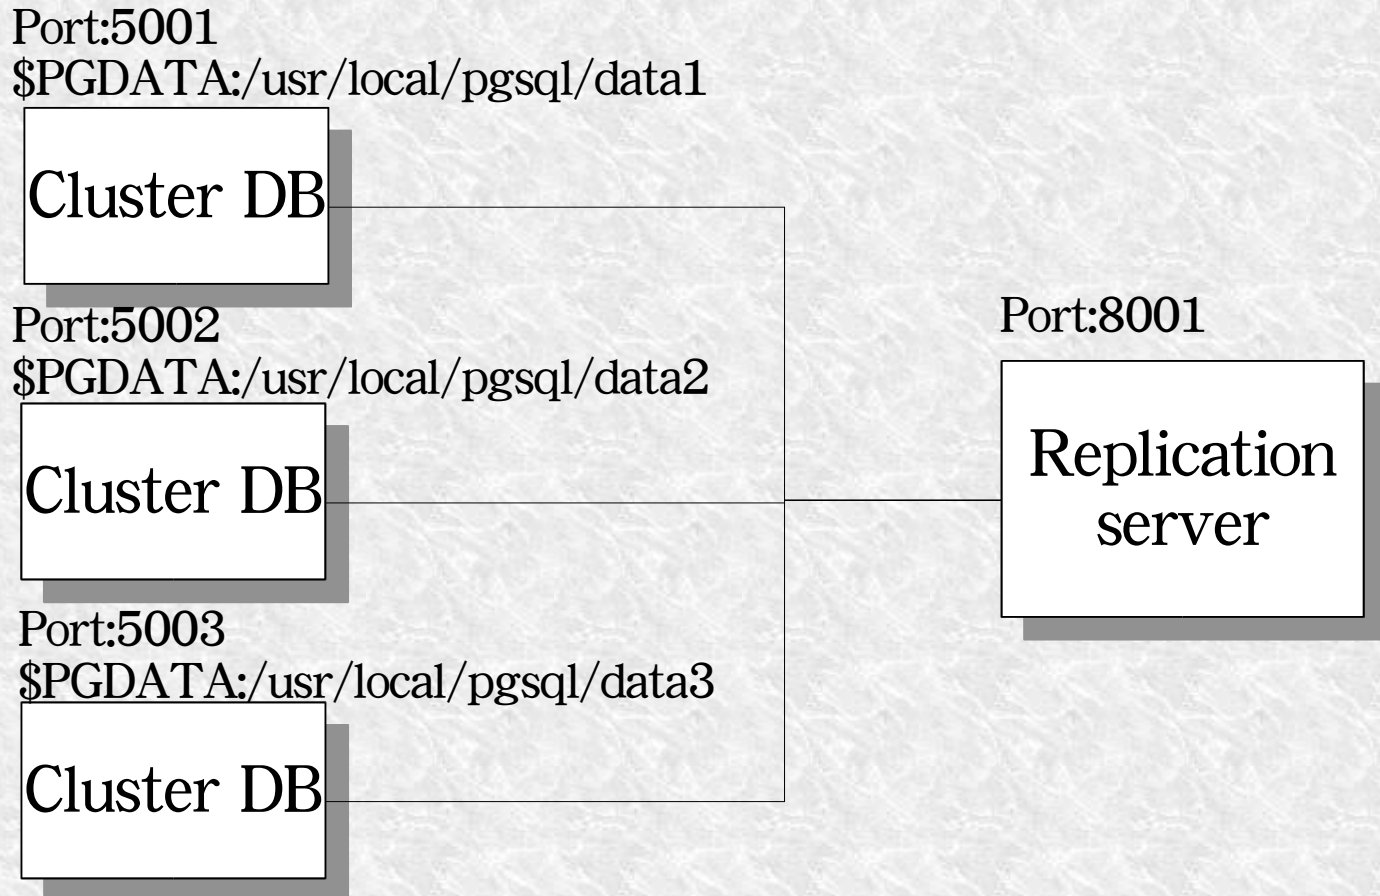 Port:5001
$PGDATA:/usr/local/pgsql/data1
Cluster DB
Port:5002
$PGDATA:/usr/local/pgsql/data2
Cluster DB
Port:5003
$PGDATA:/usr/local/pgsql/data3
Cluster DB
Port:8001
Replication
server